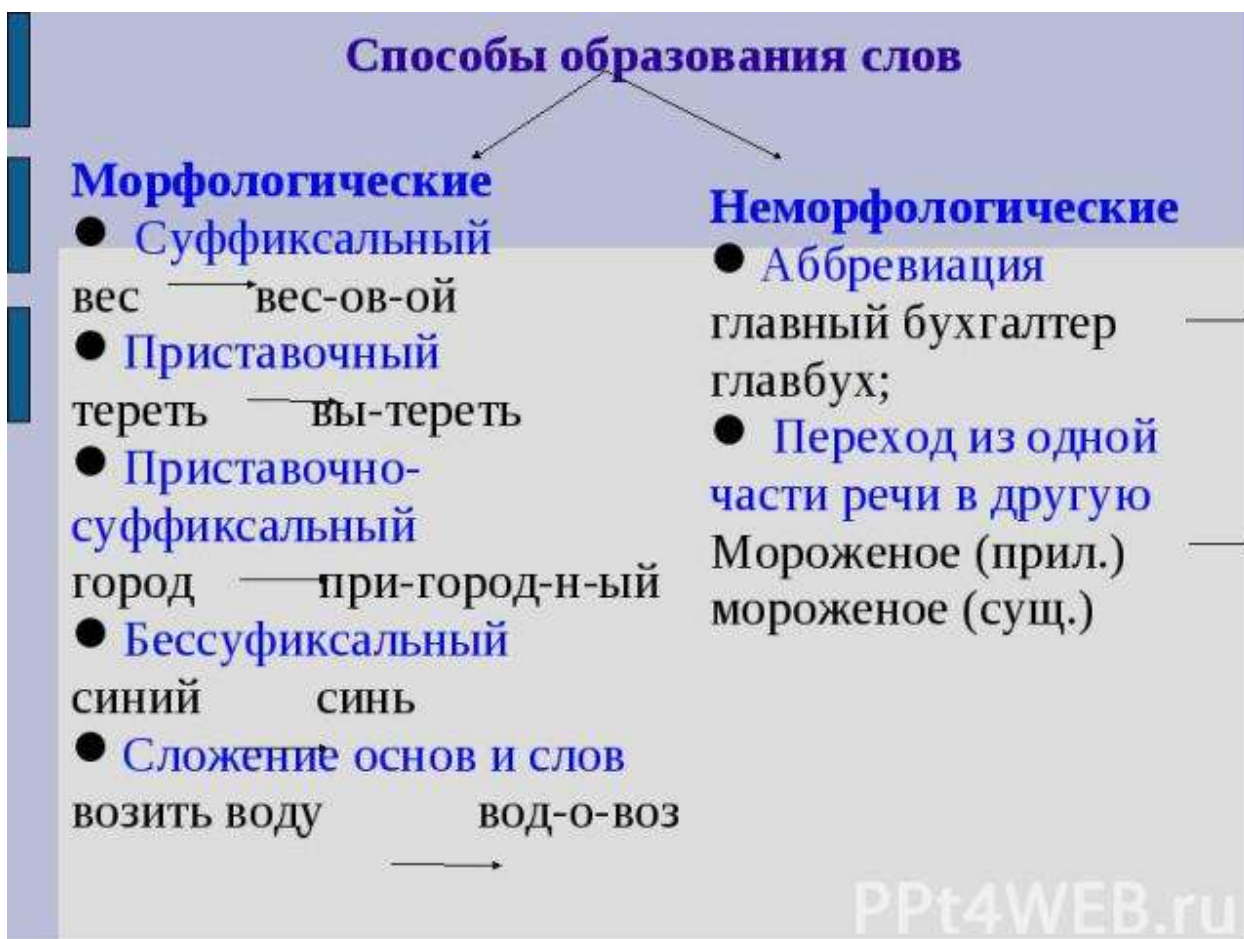 Способы образования слов
Морфологические
● Суффиксальный
вес вес-ов-ой
● Приставочный
тереть вы-тереть
● Приставочно-
суффиксальный
город при-город-н-ый
● Бессуфиксальный
синий синь
● Сложение основ и слов
возить воду вод-о-воз
Неморфологические
● Аббревиация
главный бухгалтер
главбух;
● Переход из одной
части речи в другую
Мороженое (прил.)
мороженое (сущ.)
PPt4WEB.ru